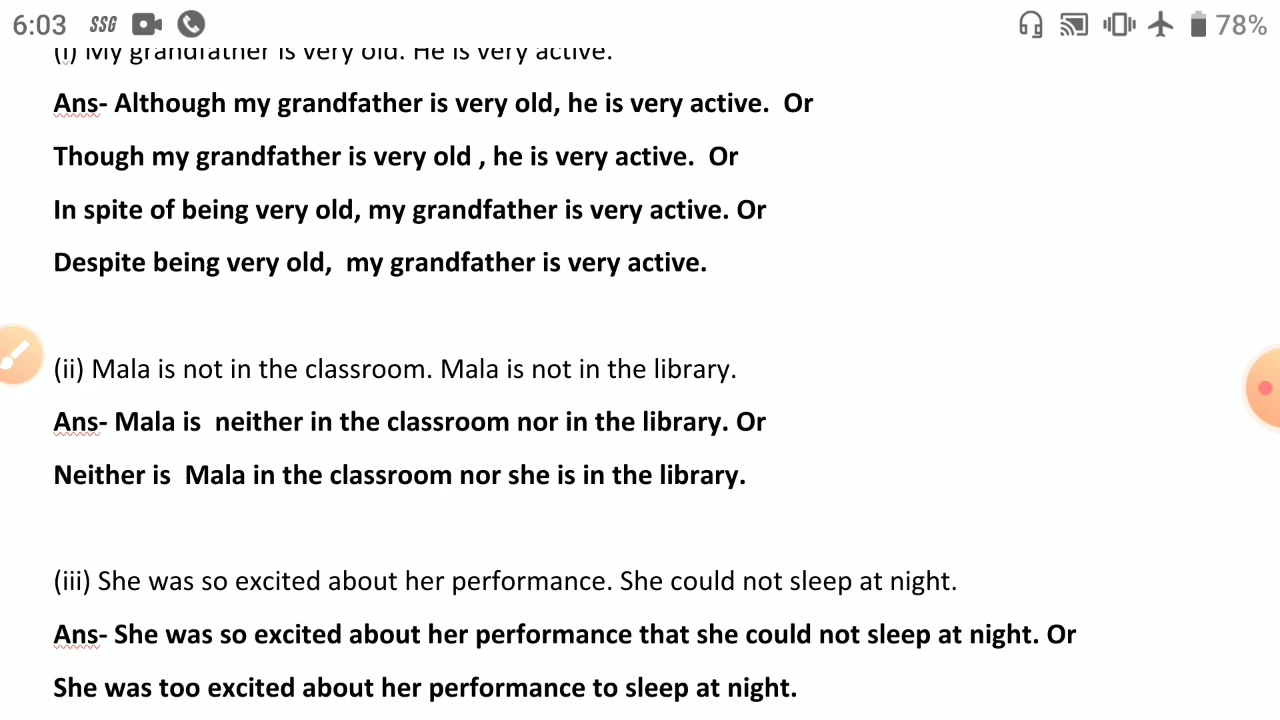 6:03 SSG 78%
(i) My grandfather is very old. He is very active.
Ans- Although my grandfather is very old, he is very active.  Or
Though my grandfather is very old , he is very active.  Or
In spite of being very old, my grandfather is very active. Or
Despite being very old,  my grandfather is very active.
(ii) Mala is not in the classroom. Mala is not in the library.
Ans- Mala is  neither in the classroom nor in the library. Or
Neither is  Mala in the classroom nor she is in the library.
(iii) She was so excited about her performance. She could not sleep at night.
Ans- She was so excited about her performance that she could not sleep at night. Or
She was too excited about her performance to sleep at night.